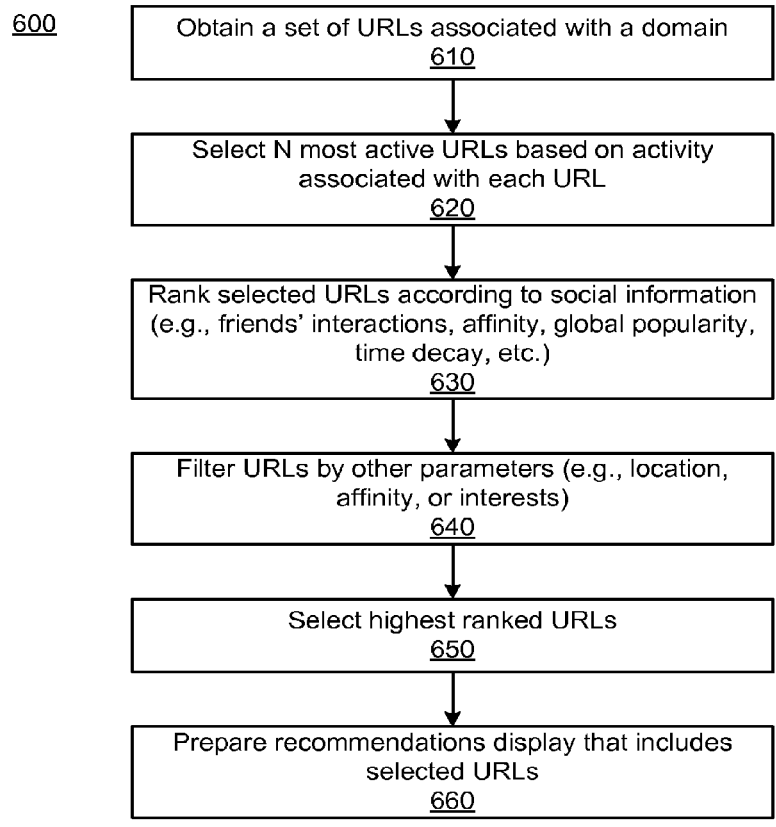 600
Obtain a set of URLs associated with a domain
610
Select N most active URLs based on activity
associated with each URL
620
Rank selected URLs according to social information
(e.g., friends’ interactions, affinity, global popularity,
time decay, etc.)
630
Filter URLs by other parameters (e.g., location,
affinity, or interests)
640
Select highest ranked URLs
650
Prepare recommendations display that includes
selected URLs
660